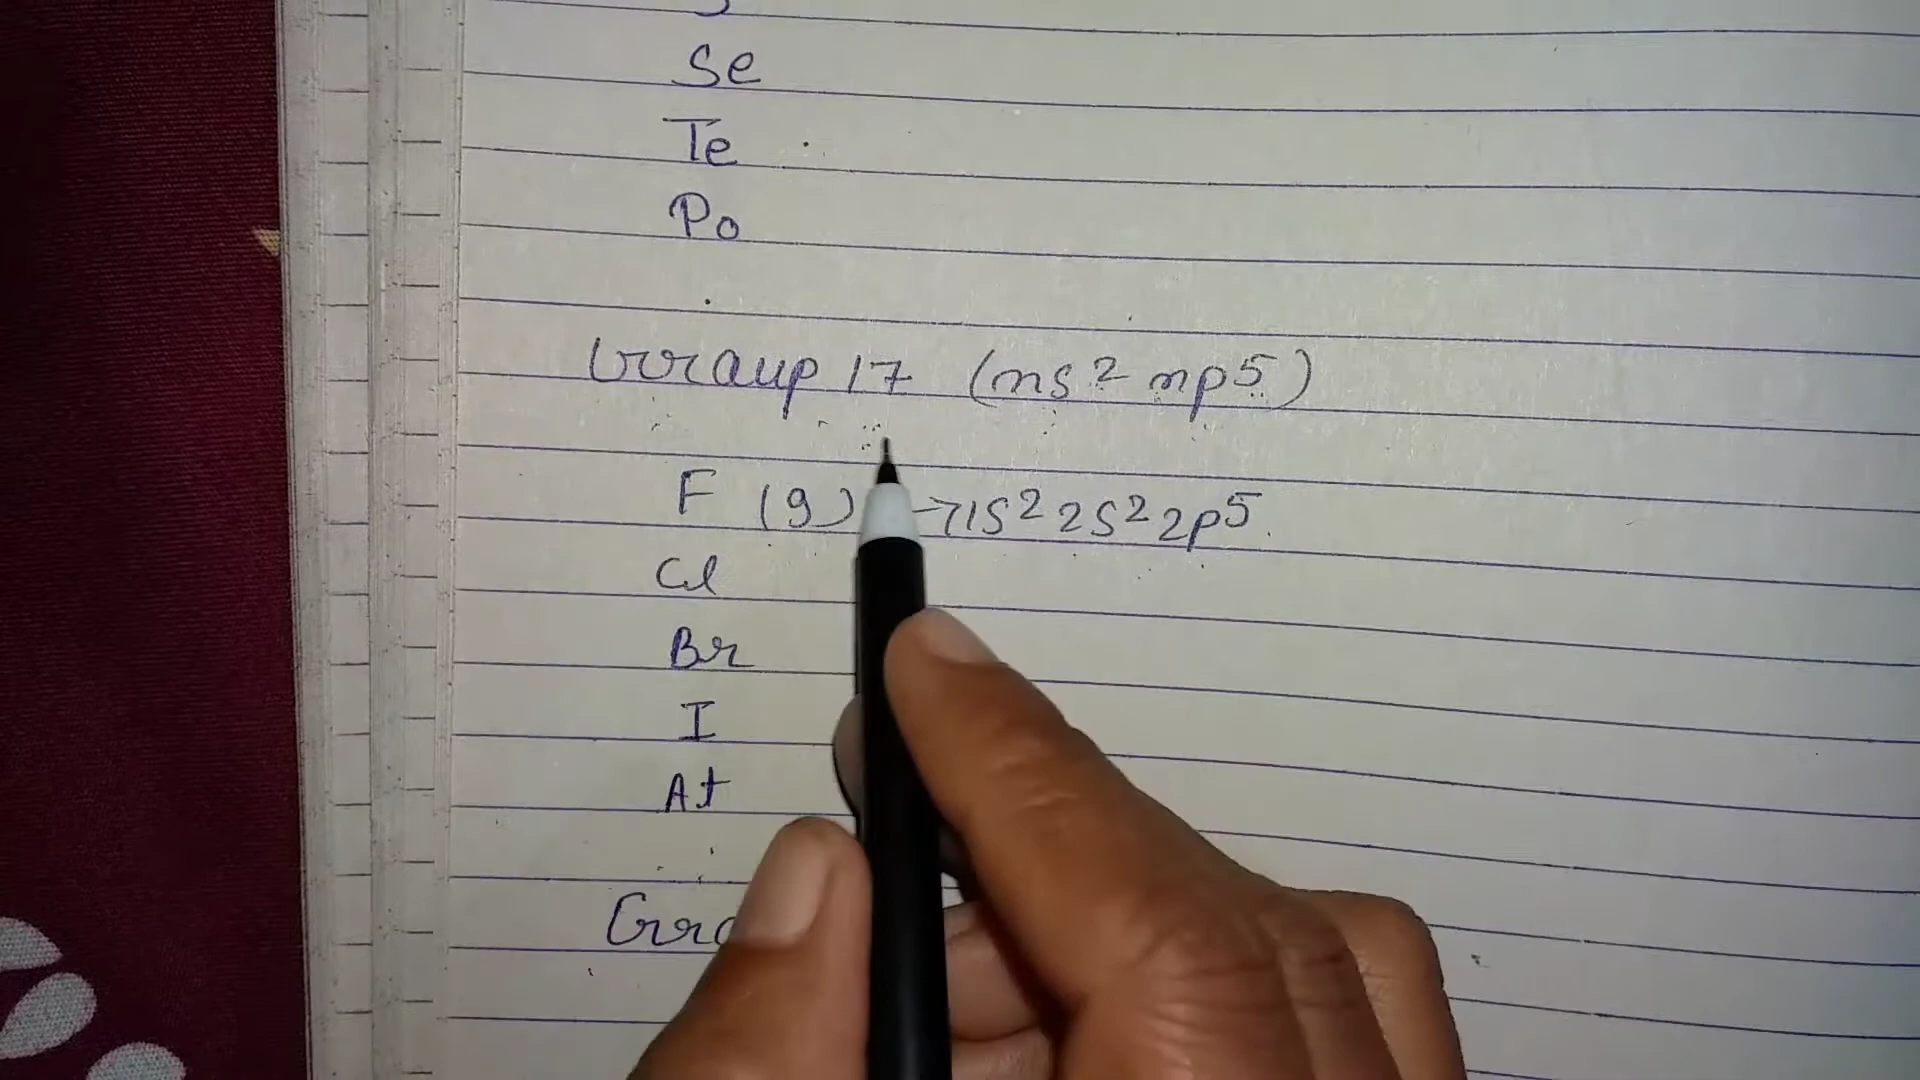 Se
Te
Po
Group 17 (ns² np⁵)
F (9) → 1s² 2s² 2p⁵
Cl
Br
I
At